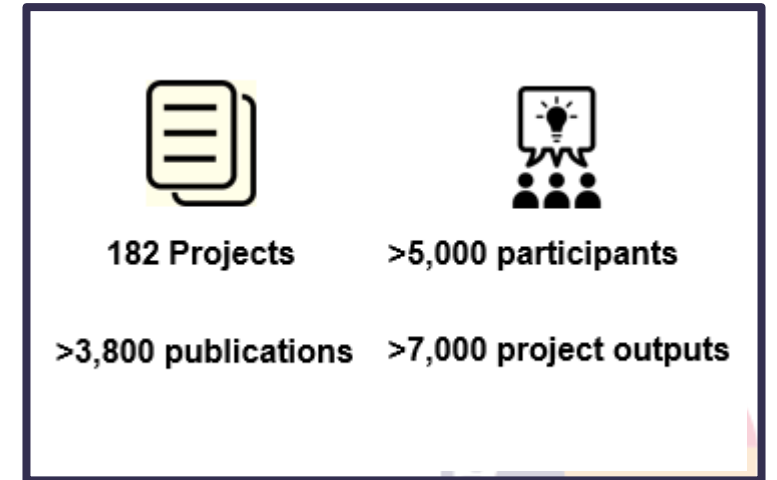 182 Projects
>5,000 participants
>3,800 publications
>7,000 project outputs